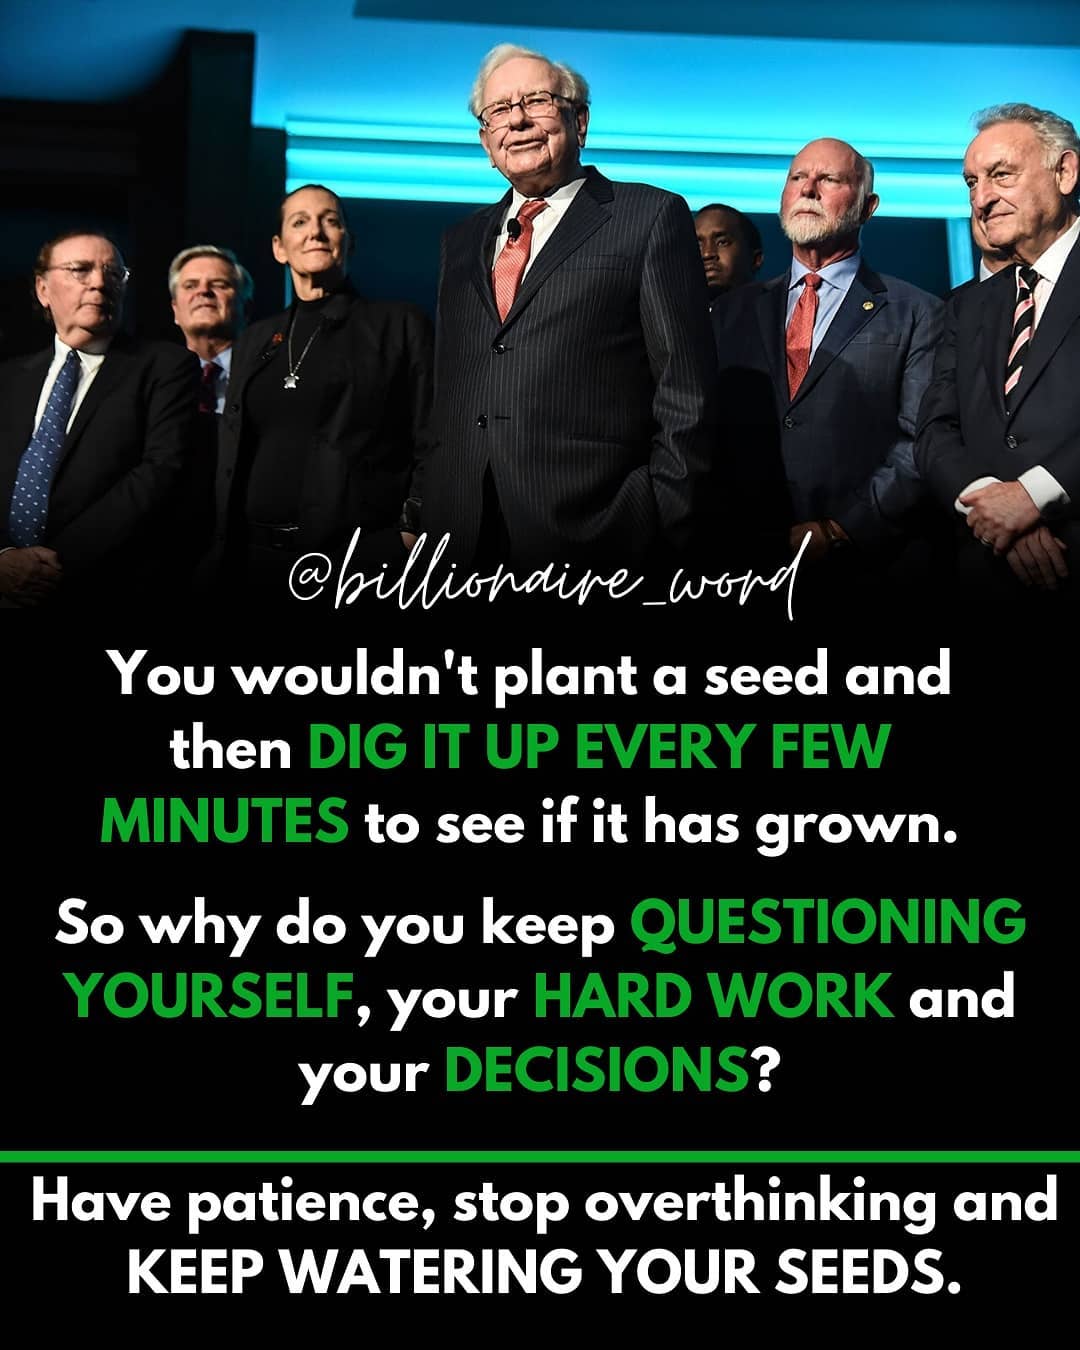 @billionaire_word
You wouldn't plant a seed and
then DIG IT UP EVERY FEW
MINUTES to see if it has grown.
So why do you keep QUESTIONING
YOURSELF, your HARD WORK and
your DECISIONS?
Have patience, stop overthinking and
KEEP WATERING YOUR SEEDS.